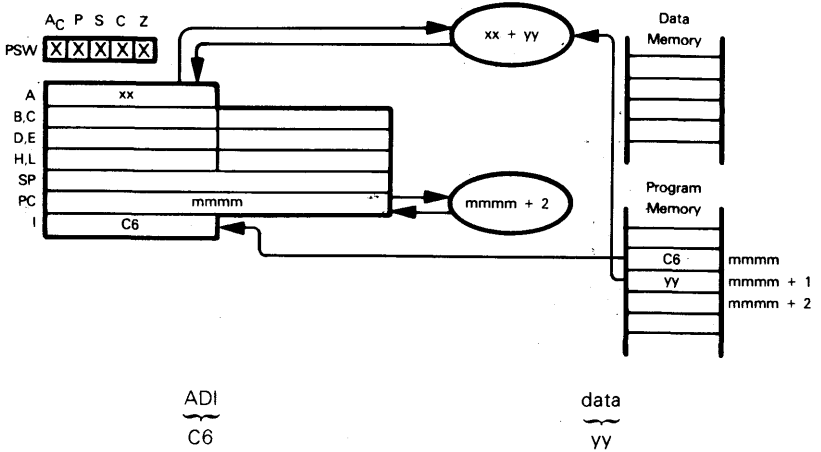 AC P S C Z
PSW X X X X X
A xx
B,C
D,E
H,L
SP
PC mmmm
I C6
xx + yy
mmmm + 2
Data
Memory
Program
Memory
C6 mmmm
yy mmmm + 1
mmmm + 2
ADI
C6
data
yy